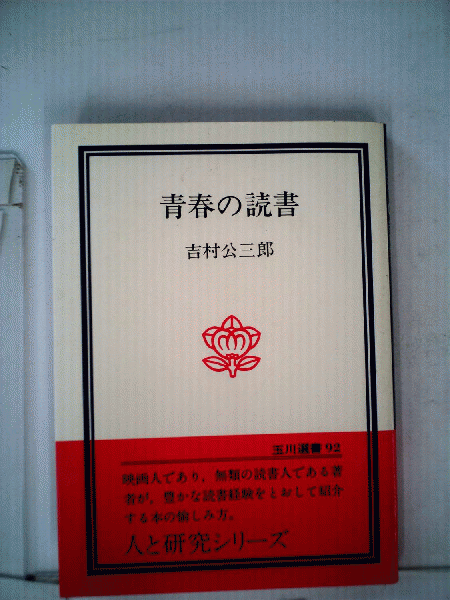 青春の読書
吉村公三郎
玉川選書92
映画人であり、無類の読書人である著
者が、豊かな読書経験をとおして紹介
する本の愉しみ方。
人と研究シリーズ